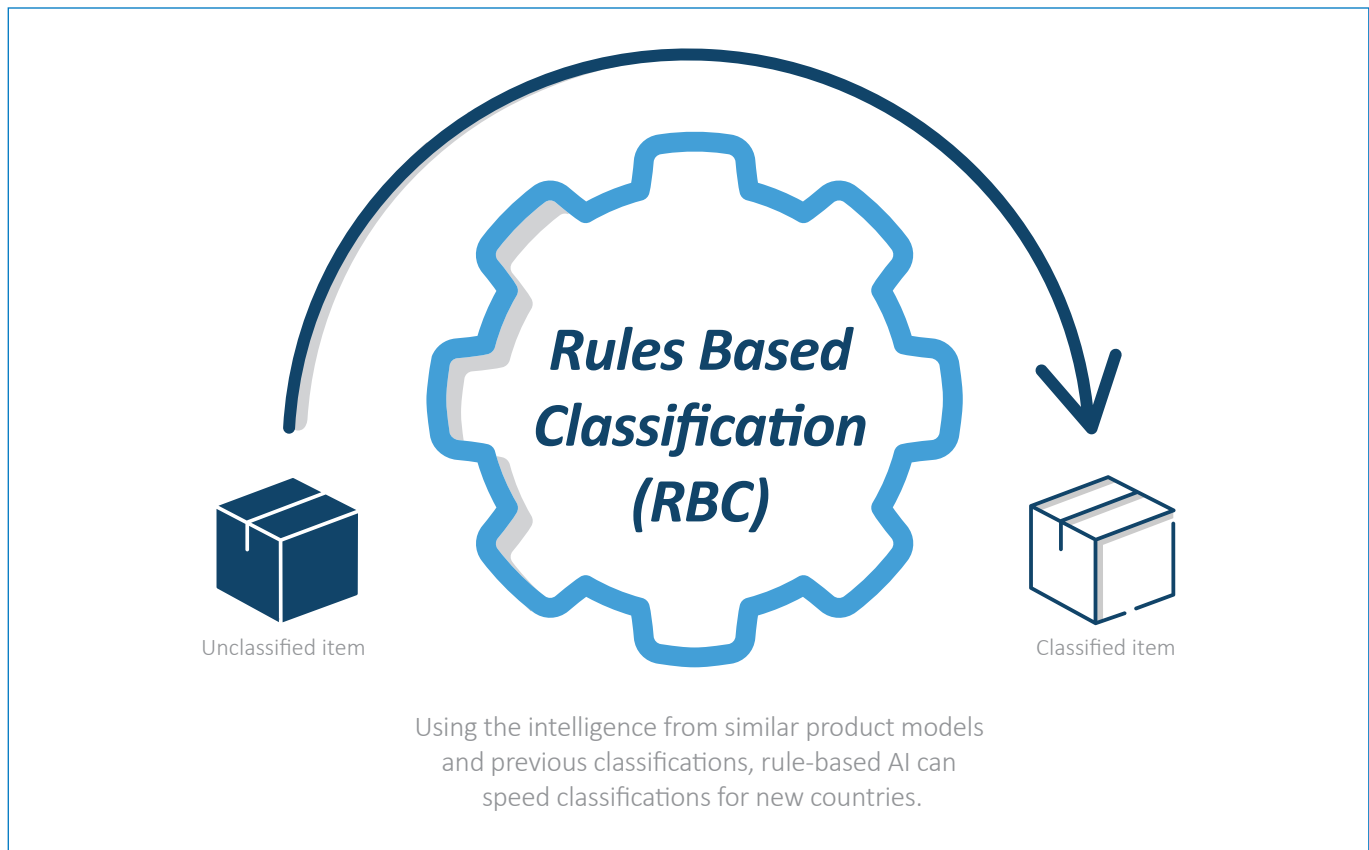 Rules Based
Classification
(RBC)
Unclassified item
Classified item
Using the intelligence from similar product models
and previous classifications, rule-based AI can
speed classifications for new countries.